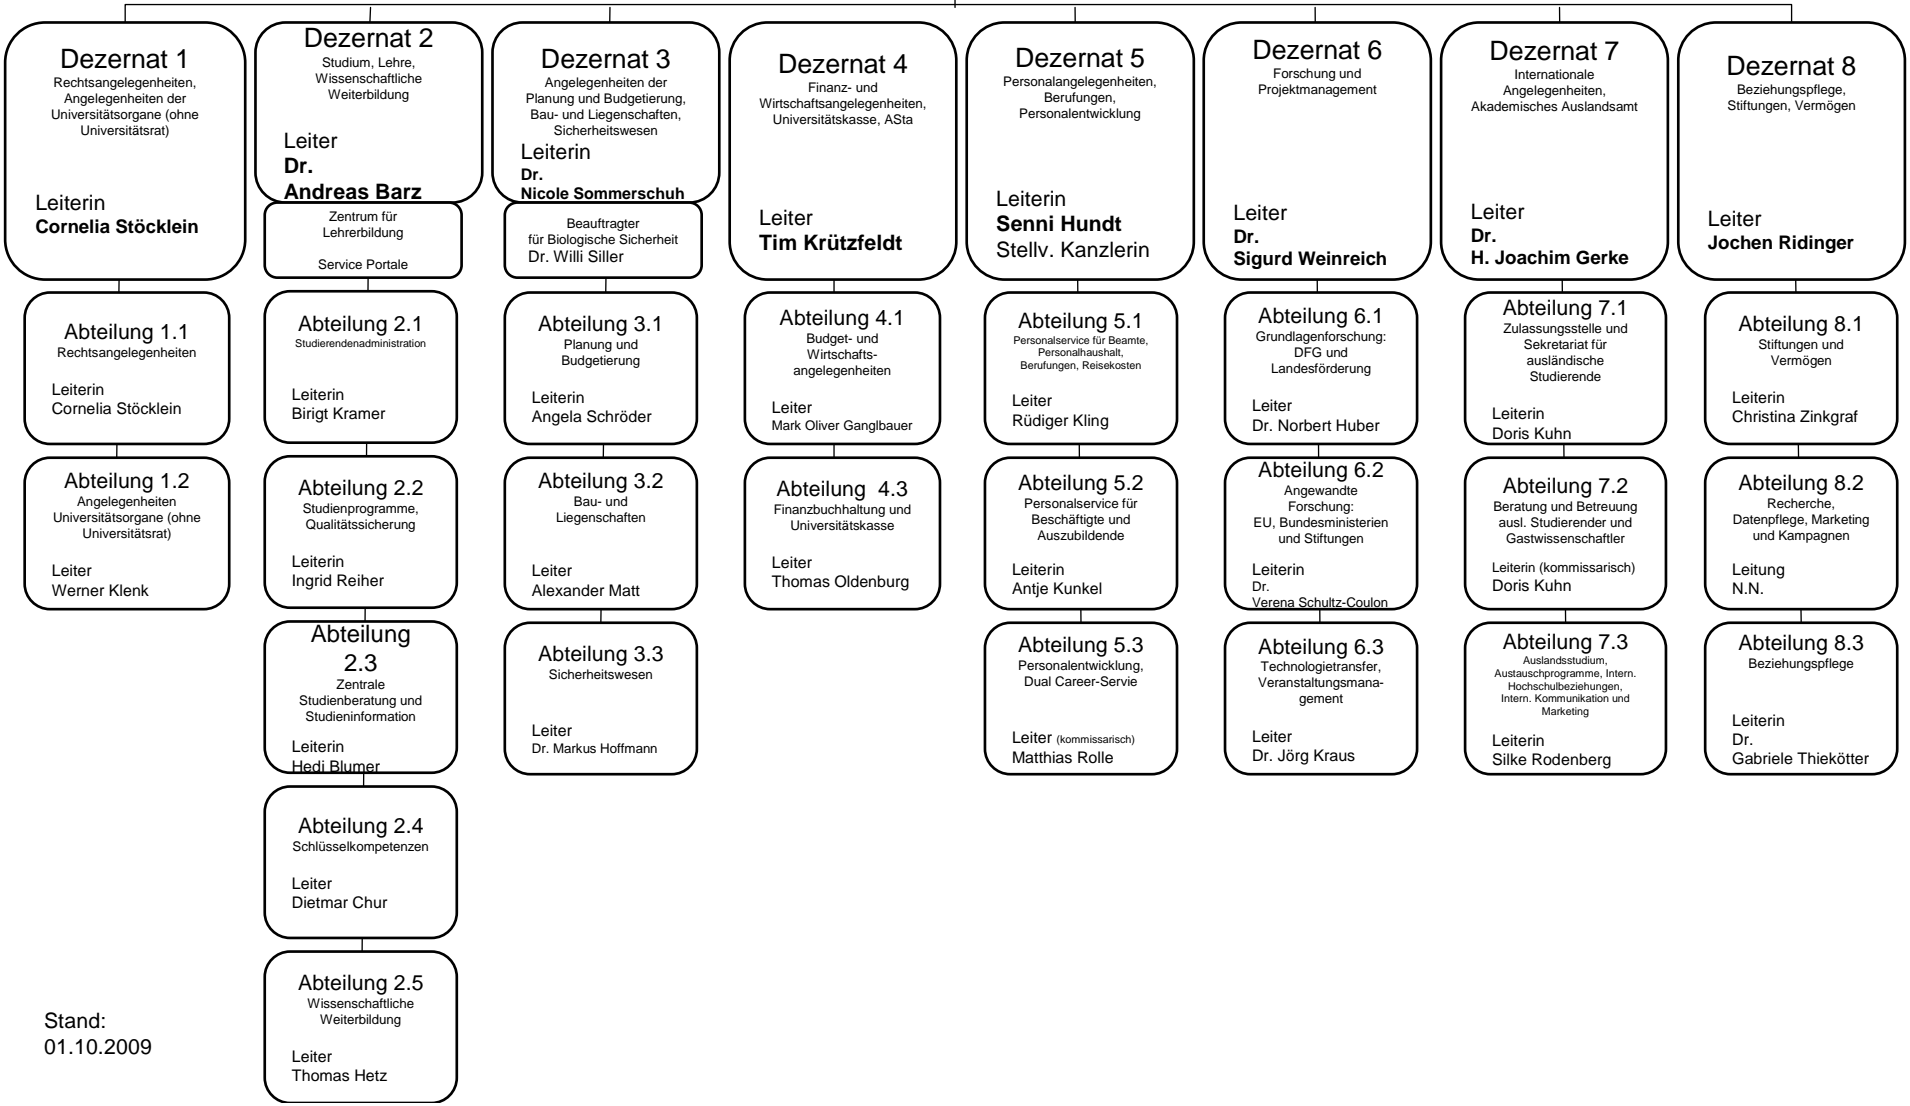 Dezernat 1
Rechtsangelegenheiten,
Angelegenheiten der
Universitätsorgane (ohne
Universitätsrat)
Leiterin
Cornelia Stöcklein
Abteilung 1.1
Rechtsangelegenheiten
Leiterin
Cornelia Stöcklein
Abteilung 1.2
Angelegenheiten
Universitätsorgane (ohne
Universitätsrat)
Leiter
Werner Klenk
Dezernat 2
Studium, Lehre,
Wissenschaftliche
Weiterbildung
Leiter
Dr.
Andreas Barz
Zentrum für
Lehrerbildung
Service Portale
Abteilung 2.1
Studierendenadministration
Leiterin
Birigt Kramer
Abteilung 2.2
Studienprogramme,
Qualitätssicherung
Leiterin
Ingrid Reiher
Abteilung
2.3
Zentrale
Studienberatung und
Studieninformation
Leiterin
Hedi Blumer
Abteilung 2.4
Schlüsselkompetenzen
Leiter
Dietmar Chur
Abteilung 2.5
Wissenschaftliche
Weiterbildung
Leiter
Thomas Hetz
Dezernat 3
Angelegenheiten der
Planung und Budgetierung,
Bau- und Liegenschaften,
Sicherheitswesen
Leiterin
Dr.
Nicole Sommerschuh
Beauftragter
für Biologische Sicherheit
Dr. Willi Siller
Abteilung 3.1
Planung und
Budgetierung
Leiterin
Angela Schröder
Abteilung 3.2
Bau- und
Liegenschaften
Leiter
Alexander Matt
Abteilung 3.3
Sicherheitswesen
Leiter
Dr. Markus Hoffmann
Dezernat 4
Finanz- und
Wirtschaftsangelegenheiten,
Universitätskasse, ASta
Leiter
Tim Krützfeldt
Abteilung 4.1
Budget- und
Wirtschafts-
angelegenheiten
Leiter
Mark Oliver Ganglbauer
Abteilung 4.3
Finanzbuchhaltung und
Universitätskasse
Leiter
Thomas Oldenburg
Dezernat 5
Personalangelegenheiten,
Berufungen,
Personalentwicklung
Leiterin
Senni Hundt
Stellv. Kanzlerin
Abteilung 5.1
Personalservice für Beamte,
Personalhaushalt,
Berufungen, Reisekosten
Leiter
Rüdiger Kling
Abteilung 5.2
Personalservice für
Beschäftigte und
Auszubildende
Leiterin
Antje Kunkel
Abteilung 5.3
Personalentwicklung,
Dual Career-Servie
Leiter (kommissarisch)
Matthias Rolle
Dezernat 6
Forschung und
Projektmanagement
Leiter
Dr.
Sigurd Weinreich
Abteilung 6.1
Grundlagenforschung:
DFG und
Landesförderung
Leiter
Dr. Norbert Huber
Abteilung 6.2
Angewandte
Forschung:
EU, Bundesministerien
und Stiftungen
Leiterin
Dr.
Verena Schultz-Coulon
Abteilung 6.3
Technologietransfer,
Veranstaltungsmana-
gement
Leiter
Dr. Jörg Kraus
Dezernat 7
Internationale
Angelegenheiten,
Akademisches Auslandsamt
Leiter
Dr.
H. Joachim Gerke
Abteilung 7.1
Zulassungsstelle und
Sekretariat für
ausländische
Studierende
Leiterin
Doris Kuhn
Abteilung 7.2
Beratung und Betreuung
ausl. Studierender und
Gastwissenschaftler
Leiterin (kommissarisch)
Doris Kuhn
Abteilung 7.3
Auslandsstudium,
Austauschprogramme, Intern.
Hochschulbeziehungen,
Intern. Kommunikation und
Marketing
Leiterin
Silke Rodenberg
Dezernat 8
Beziehungspflege,
Stiftungen, Vermögen
Leiter
Jochen Ridinger
Abteilung 8.1
Stiftungen und
Vermögen
Leiterin
Christina Zinkgraf
Abteilung 8.2
Recherche,
Datenpflege, Marketing
und Kampagnen
Leitung
N.N.
Abteilung 8.3
Beziehungspflege
Leiterin
Dr.
Gabriele Thiekötter
Stand:
01.10.2009